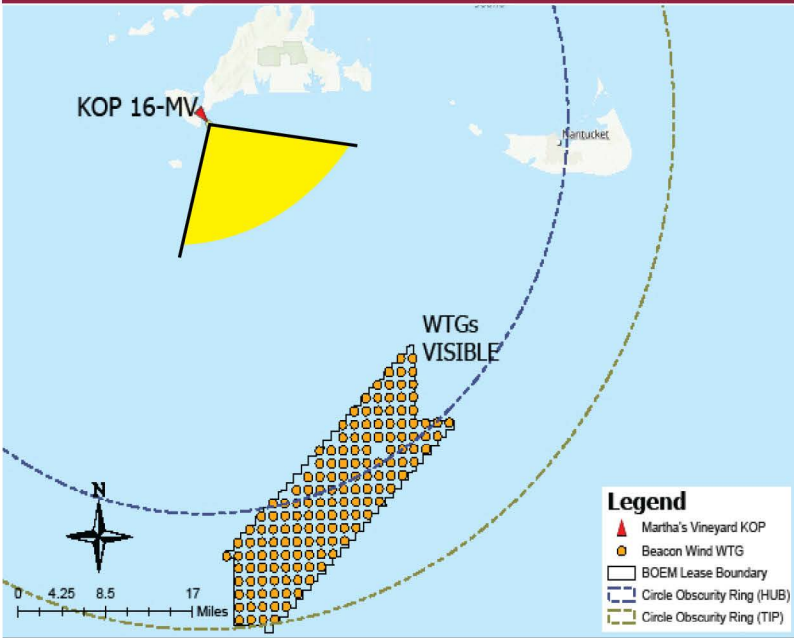 KOP 16-MV
Nantucket
WTGs
VISIBLE
N
0 4.25 8.5 17
Miles
Legend
Martha's Vineyard KOP
Beacon Wind WTG
BOEM Lease Boundary
Circle Obscurity Ring (HUB)
Circle Obscurity Ring (TIP)